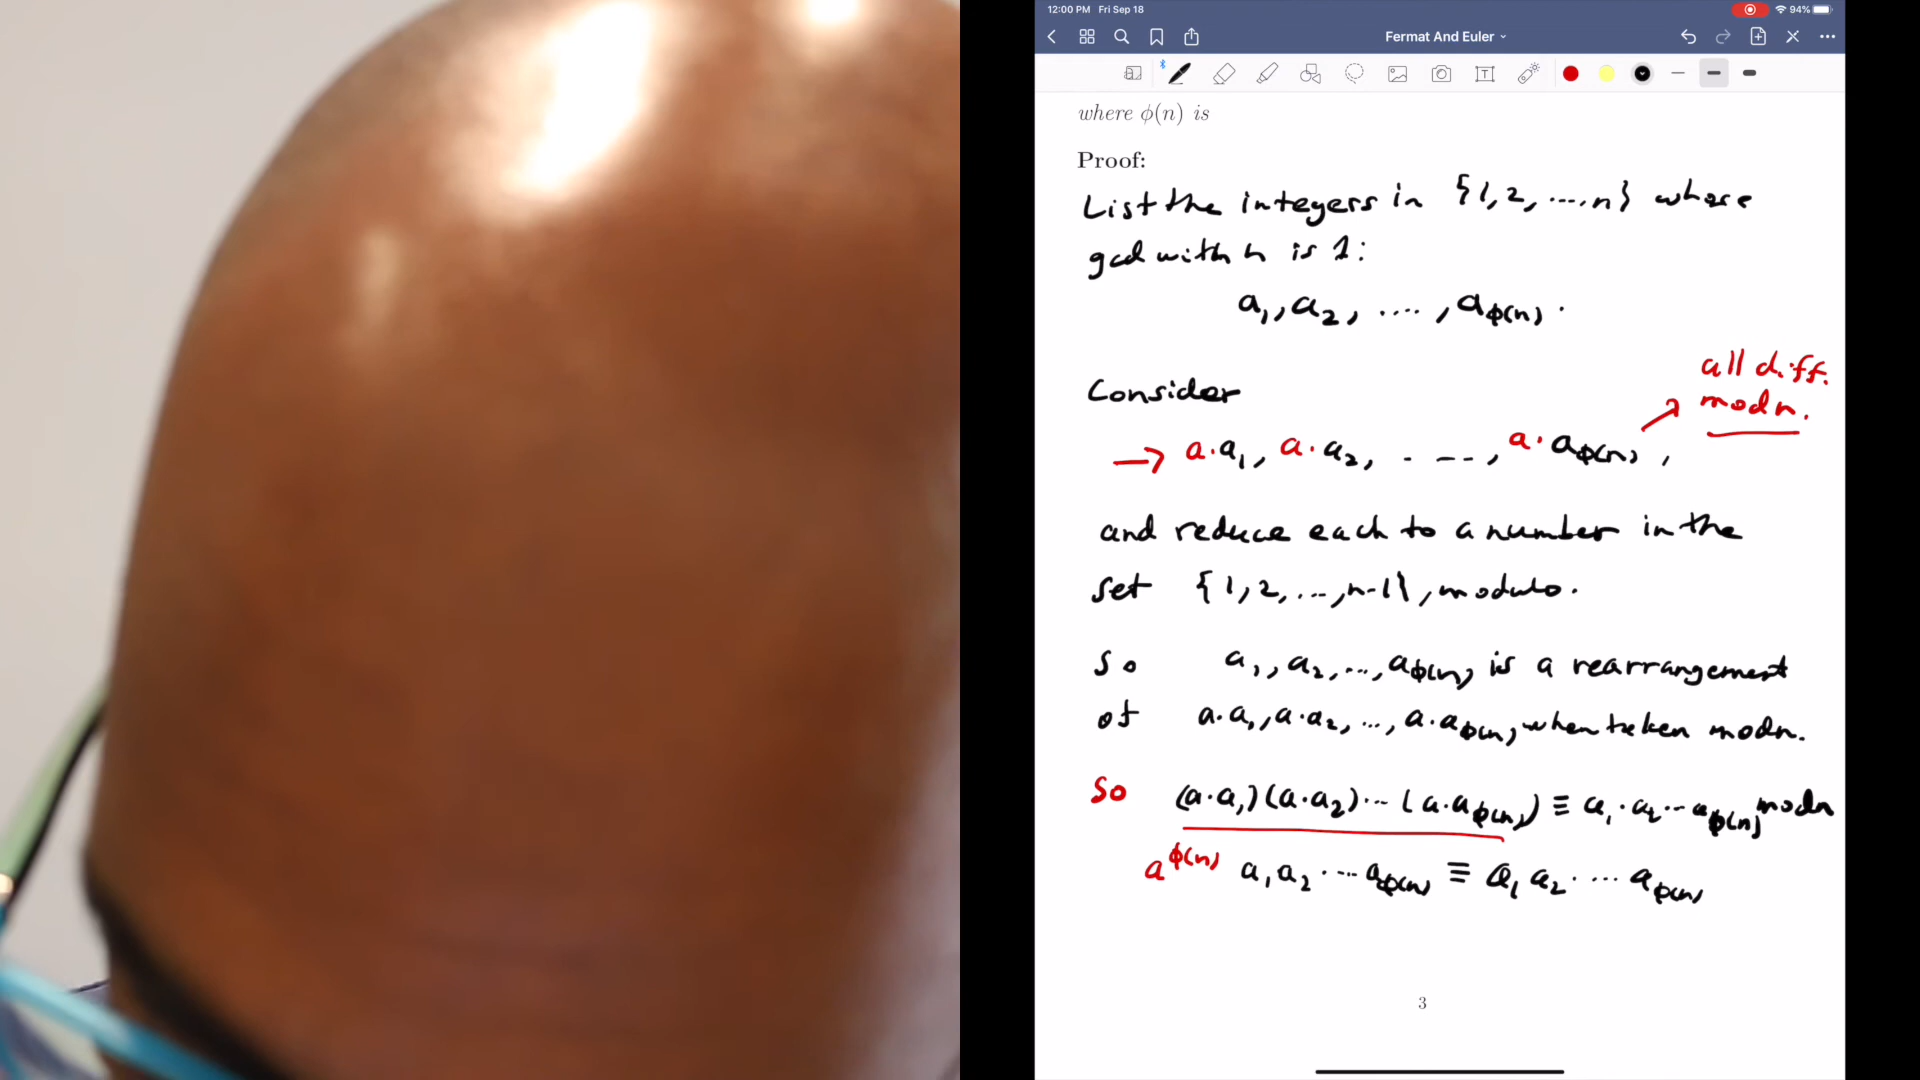 12:00 PM Fri Sep 18 94%
Fermat And Euler
where ϕ(n) is
Proof:
List the integers in {1, 2, ..., n} whose
gcd with n is 1:
a₁, a₂, ...., a_ϕ(n).
all diff.
mod n.
Consider
→ a·a₁, a·a₂, . - - - , a·a_ϕ(n),
and reduce each to a number in the
set {1, 2, ..., n-1}, modulo.
So a₁, a₂, ..., a_ϕ(n) is a rearrangement
of a·a₁, a·a₂, ..., a·a_ϕ(n) when taken mod n.
So (a·a₁)(a·a₂)···(a·a_ϕ(n)) ≡ a₁·a₂···a_ϕ(n) mod n
a^ϕ(n) a₁a₂····a_ϕ(n) ≡ a₁a₂····a_ϕ(n)
3